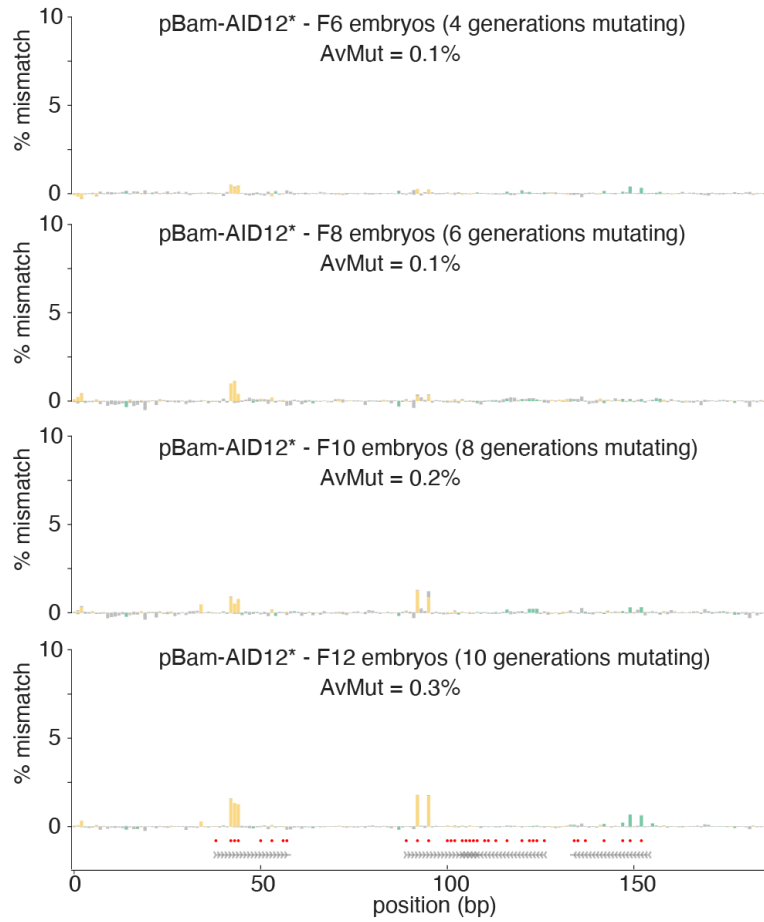 10
pBam-AID12* - F6 embryos (4 generations mutating)
AvMut = 0.1%
% mismatch
5
0
10
pBam-AID12* - F8 embryos (6 generations mutating)
AvMut = 0.1%
% mismatch
5
0
10
pBam-AID12* - F10 embryos (8 generations mutating)
AvMut = 0.2%
% mismatch
5
0
10
pBam-AID12* - F12 embryos (10 generations mutating)
AvMut = 0.3%
% mismatch
5
0
0 50 100 150
position (bp)